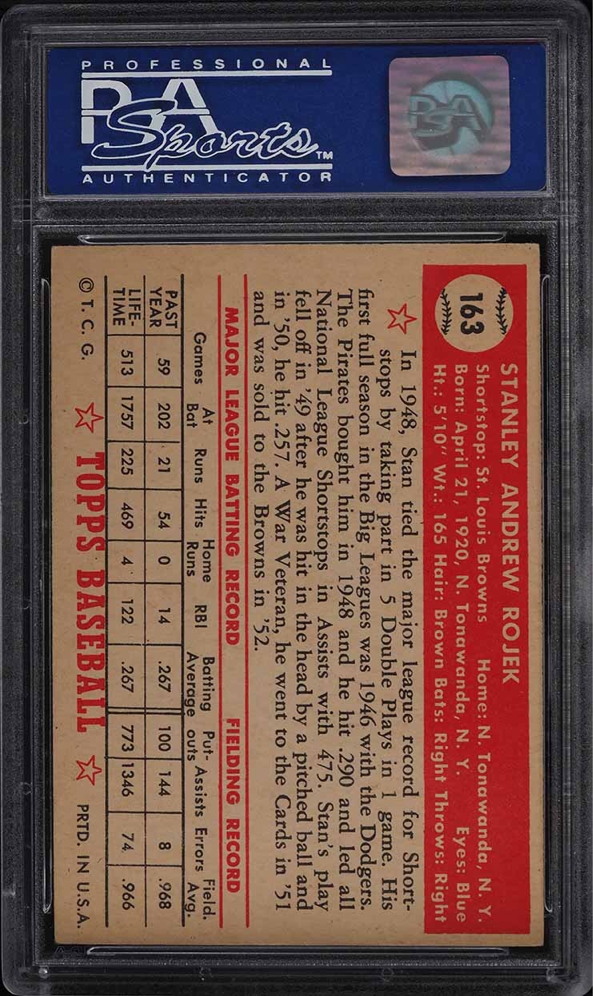 PROFESSIONAL
PSA
Sports™
AUTHENTICATOR
PSA
163
STANLEY ANDREW ROJEK
Shortstop: St. Louis Browns Home: N. Tonawanda, N. Y.
Born: April 21, 1920, N. Tonawanda, N. Y. Eyes: Blue
Ht.: 5'10" Wt.: 165 Hair: Brown Bats: Right Throws: Right
In 1948, Stan tied the major league record for Short-
stops by taking part in 5 Double Plays in 1 game. His
first full season in the Big Leagues was 1946 with the Dodgers.
The Pirates bought him in 1948 and he hit .290 and led all
National League Shortstops in Assists with 475. Stan's play
fell off in '49 after he was hit in the head by a pitched ball and
in '50, he hit .257. A War Veteran, he went to the Cards in '51
and was sold to the Browns in '52.
MAJOR LEAGUE BATTING RECORD FIELDING RECORD
Games At Bat Runs Hits Home Runs RBI Batting Average Put-outs Assists Errors Field. Avg.
PAST YEAR 59 202 21 54 0 14 .267 100 144 8 .968
LIFE-TIME 513 1757 225 469 4 122 .267 773 1346 74 .966
© T. C. G. TOPPS BASEBALL PRTD. IN U.S.A.